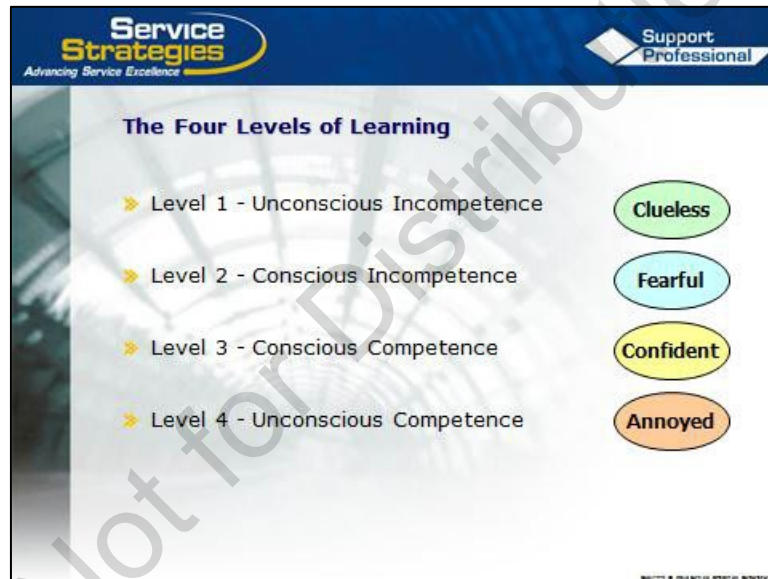 Service
Strategies
Advancing Service Excellence
Support
Professional
The Four Levels of Learning
» Level 1 - Unconscious Incompetence
Clueless
» Level 2 - Conscious Incompetence
Fearful
» Level 3 - Conscious Competence
Confident
» Level 4 - Unconscious Competence
Annoyed
Not for Distribution